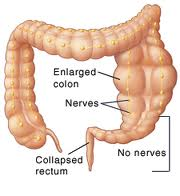 Enlarged
colon
Nerves
No nerves
Collapsed
rectum